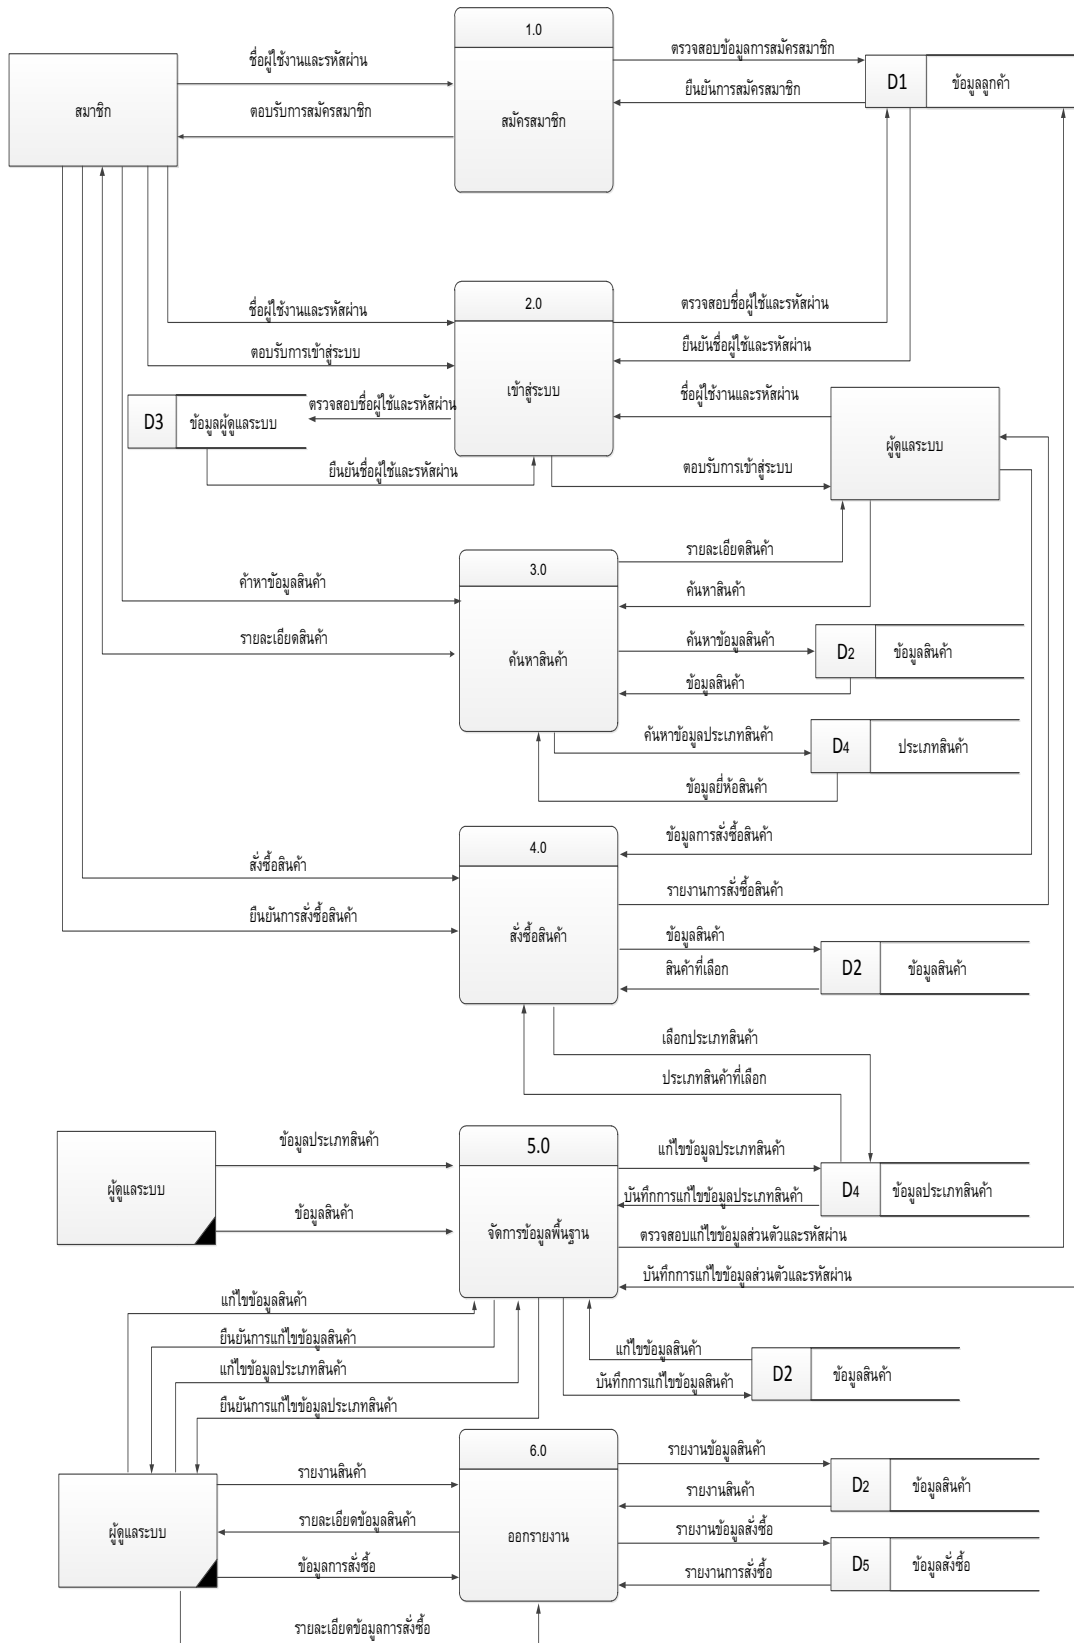 1.0
ชื่อผู้ใช้งานและรหัสผ่าน
ตรวจสอบข้อมูลการสมัครสมาชิก
สมาชิก
ตอบรับการสมัครสมาชิก
สมัครสมาชิก
ยืนยันการสมัครสมาชิก
D1
ข้อมูลลูกค้า
2.0
ชื่อผู้ใช้งานและรหัสผ่าน
ตรวจสอบชื่อผู้ใช้และรหัสผ่าน
ตอบรับการเข้าสู่ระบบ
ยืนยันชื่อผู้ใช้และรหัสผ่าน
เข้าสู่ระบบ
ชื่อผู้ใช้งานและรหัสผ่าน
ตรวจสอบชื่อผู้ใช้และรหัสผ่าน
D3
ข้อมูลผู้ดูแลระบบ
ผู้ดูแลระบบ
ยืนยันชื่อผู้ใช้และรหัสผ่าน
ตอบรับการเข้าสู่ระบบ
3.0
รายละเอียดสินค้า
ค้าหาข้อมูลสินค้า
ค้นหาสินค้า
รายละเอียดสินค้า
ค้นหาข้อมูลสินค้า
D2
ข้อมูลสินค้า
ค้นหาสินค้า
ข้อมูลสินค้า
ค้นหาข้อมูลประเภทสินค้า
D4
ประเภทสินค้า
ข้อมูลยี่ห้อสินค้า
4.0
ข้อมูลการสั่งซื้อสินค้า
สั่งซื้อสินค้า
รายงานการสั่งซื้อสินค้า
ยืนยันการสั่งซื้อสินค้า
สั่งซื้อสินค้า
ข้อมูลสินค้า
สินค้าที่เลือก
D2
ข้อมูลสินค้า
เลือกประเภทสินค้า
ประเภทสินค้าที่เลือก
5.0
ข้อมูลประเภทสินค้า
แก้ไขข้อมูลประเภทสินค้า
ผู้ดูแลระบบ
D4
ข้อมูลประเภทสินค้า
บันทึกการแก้ไขข้อมูลประเภทสินค้า
ข้อมูลสินค้า
จัดการข้อมูลพื้นฐาน
ตรวจสอบแก้ไขข้อมูลส่วนตัวและรหัสผ่าน
บันทึกการแก้ไขข้อมูลส่วนตัวและรหัสผ่าน
แก้ไขข้อมูลสินค้า
ยืนยันการแก้ไขข้อมูลสินค้า
แก้ไขข้อมูลสินค้า
แก้ไขข้อมูลประเภทสินค้า
D2
ข้อมูลสินค้า
บันทึกการแก้ไขข้อมูลสินค้า
ยืนยันการแก้ไขข้อมูลประเภทสินค้า
6.0
รายงานข้อมูลสินค้า
รายงานสินค้า
รายงานสินค้า
D2
ข้อมูลสินค้า
รายละเอียดข้อมูลสินค้า
ผู้ดูแลระบบ
ออกรายงาน
รายงานข้อมูลสั่งซื้อ
ข้อมูลการสั่งซื้อ
รายงานการสั่งซื้อ
D5
ข้อมูลสั่งซื้อ
รายละเอียดข้อมูลการสั่งซื้อ